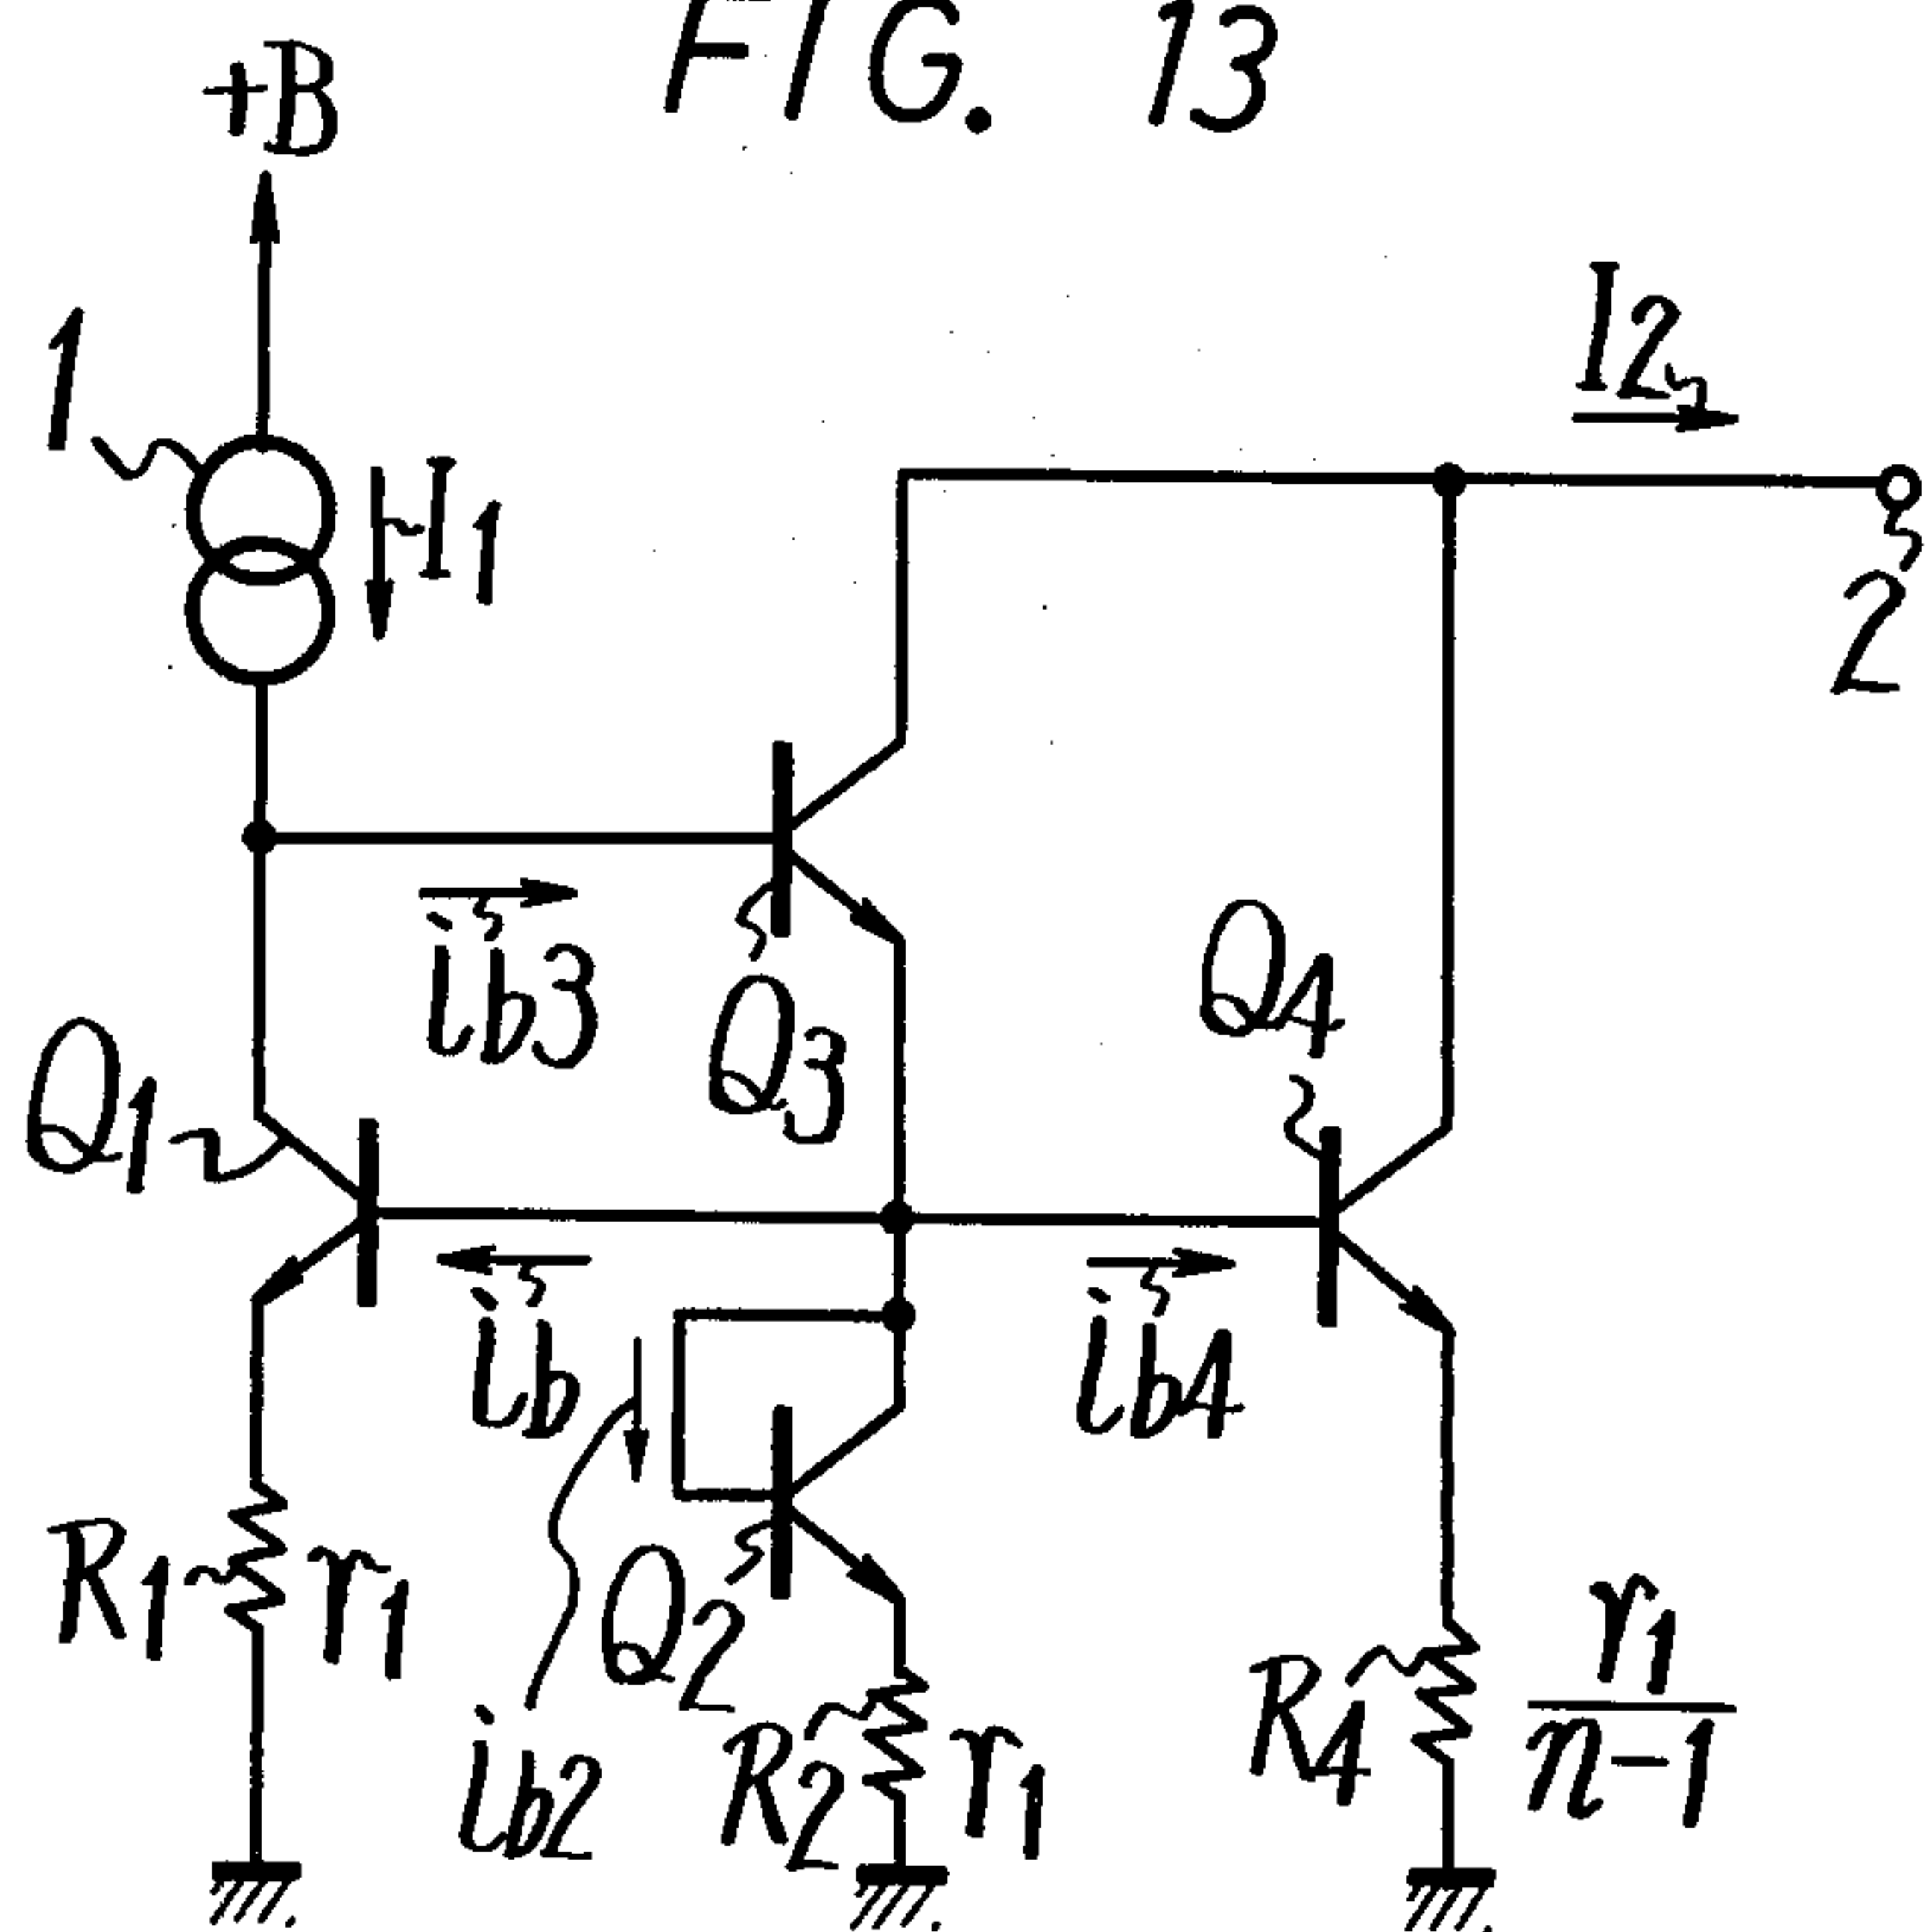 FIG. 13
+B
1
I1
I2
2
ib3
Q3
Q4
Q1
ib
ib4
R1
r1
Q2
ib2
R2
r1
R4
r1
n-1